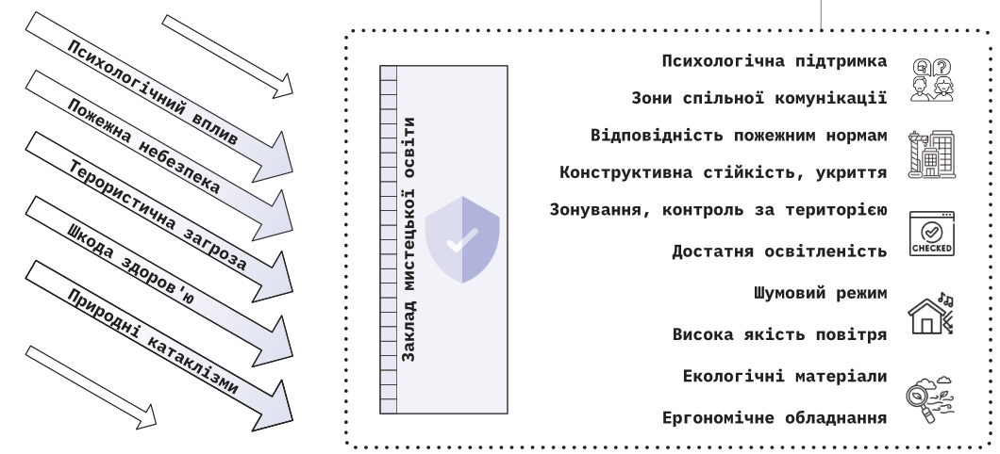 Психологічний вплив
Пожежна небезпека
Терористична загроза
Шкода здоров'ю
Природні катаклізми
Заклад мистецької освіти
Психологічна підтримка
Зони спільної комунікації
Відповідність пожежним нормам
Конструктивна стійкість, укриття
Зонування, контроль за територією
Достатня освітленість
Шумовий режим
Висока якість повітря
Екологічні матеріали
Ергономічне обладнання
CHECKED